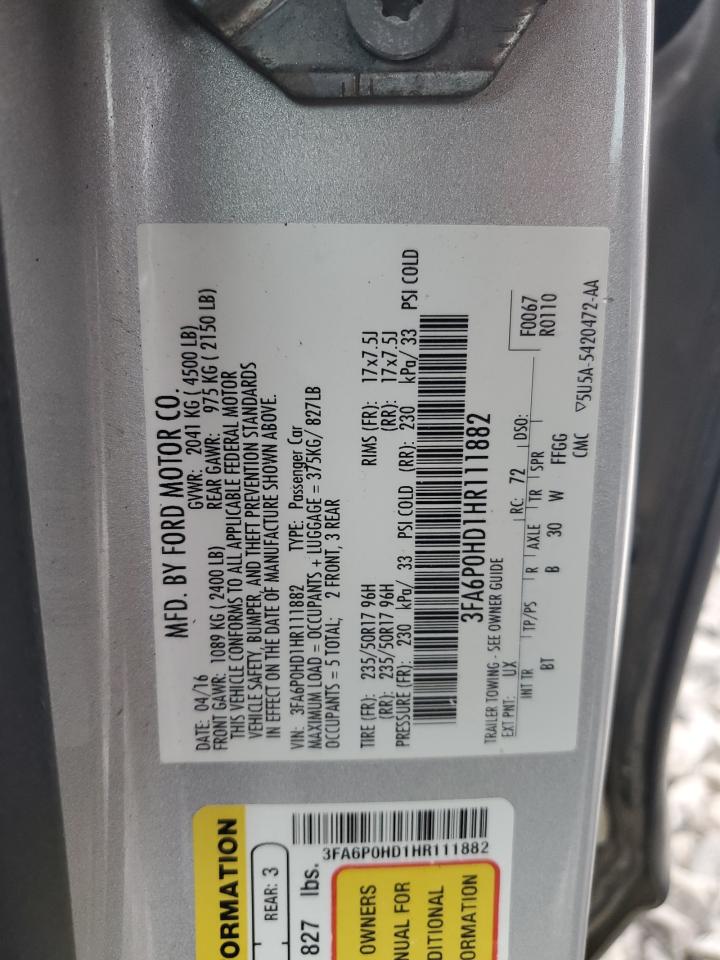 MFD. BY FORD MOTOR CO.
DATE: 04/16 GVWR: 2041 KG ( 4500 LB)
FRONT GAWR: 1089 KG ( 2400 LB) REAR GAWR: 975 KG ( 2150 LB)
THIS VEHICLE CONFORMS TO ALL APPLICABLE FEDERAL MOTOR
VEHICLE SAFETY, BUMPER, AND THEFT PREVENTION STANDARDS
IN EFFECT ON THE DATE OF MANUFACTURE SHOWN ABOVE.
VIN: 3FA6P0HD1HR111882 TYPE: Passenger Car
MAXIMUM LOAD = OCCUPANTS + LUGGAGE = 375KG/ 827LB
OCCUPANTS = 5 TOTAL; 2 FRONT, 3 REAR
TIRE (FR): 235/50R17 96H RIMS (FR): 17x7.5J
(RR): 235/50R17 96H (RR): 17x7.5J
PRESSURE (FR): 230 kPa/ 33 PSI COLD (RR): 230 kPa/ 33 PSI COLD
3FA6P0HD1HR111882
TRAILER TOWING - SEE OWNER GUIDE
EXT PNT: UX RC: 72 DSO: F0067
R0110
INT TR TP/PS R AXLE TR SPR
BT B 30 W FFGG
CMC ▽5U5A-5420472-AA
ORMATION
REAR: 3
827 lbs.
3FA6P0HD1HR111882
OWNERS
NUAL FOR
DITIONAL
ORMATION